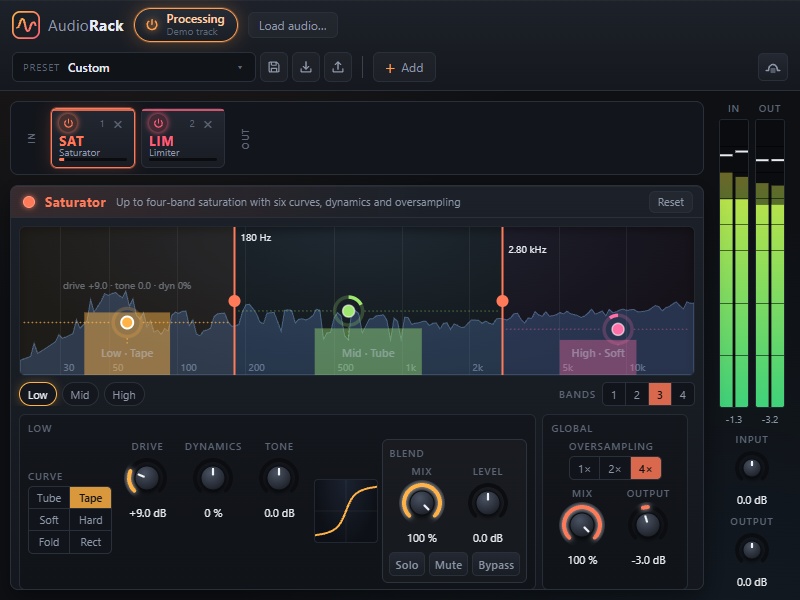 AudioRack
Processing
Demo track
Load audio...
PRESET Custom
+ Add
IN
1
SAT
Saturator
2
LIM
Limiter
OUT
IN OUT
Saturator Up to four-band saturation with six curves, dynamics and oversampling Reset
180 Hz
2.80 kHz
drive +9.0 · tone 0.0 · dyn 0%
Low · Tape
Mid · Tube
High · Soft
30 50 100 200 500 1k 2k 5k 10k
Low Mid High
BANDS 1 2 3 4
-1.3 -3.2
LOW
DRIVE DYNAMICS TONE
CURVE
Tube Tape
Soft Hard
Fold Rect
+9.0 dB 0 % 0.0 dB
BLEND
MIX LEVEL
100 % 0.0 dB
Solo Mute Bypass
GLOBAL
OVERSAMPLING
1× 2× 4×
MIX OUTPUT
100 % -3.0 dB
INPUT
0.0 dB
OUTPUT
0.0 dB